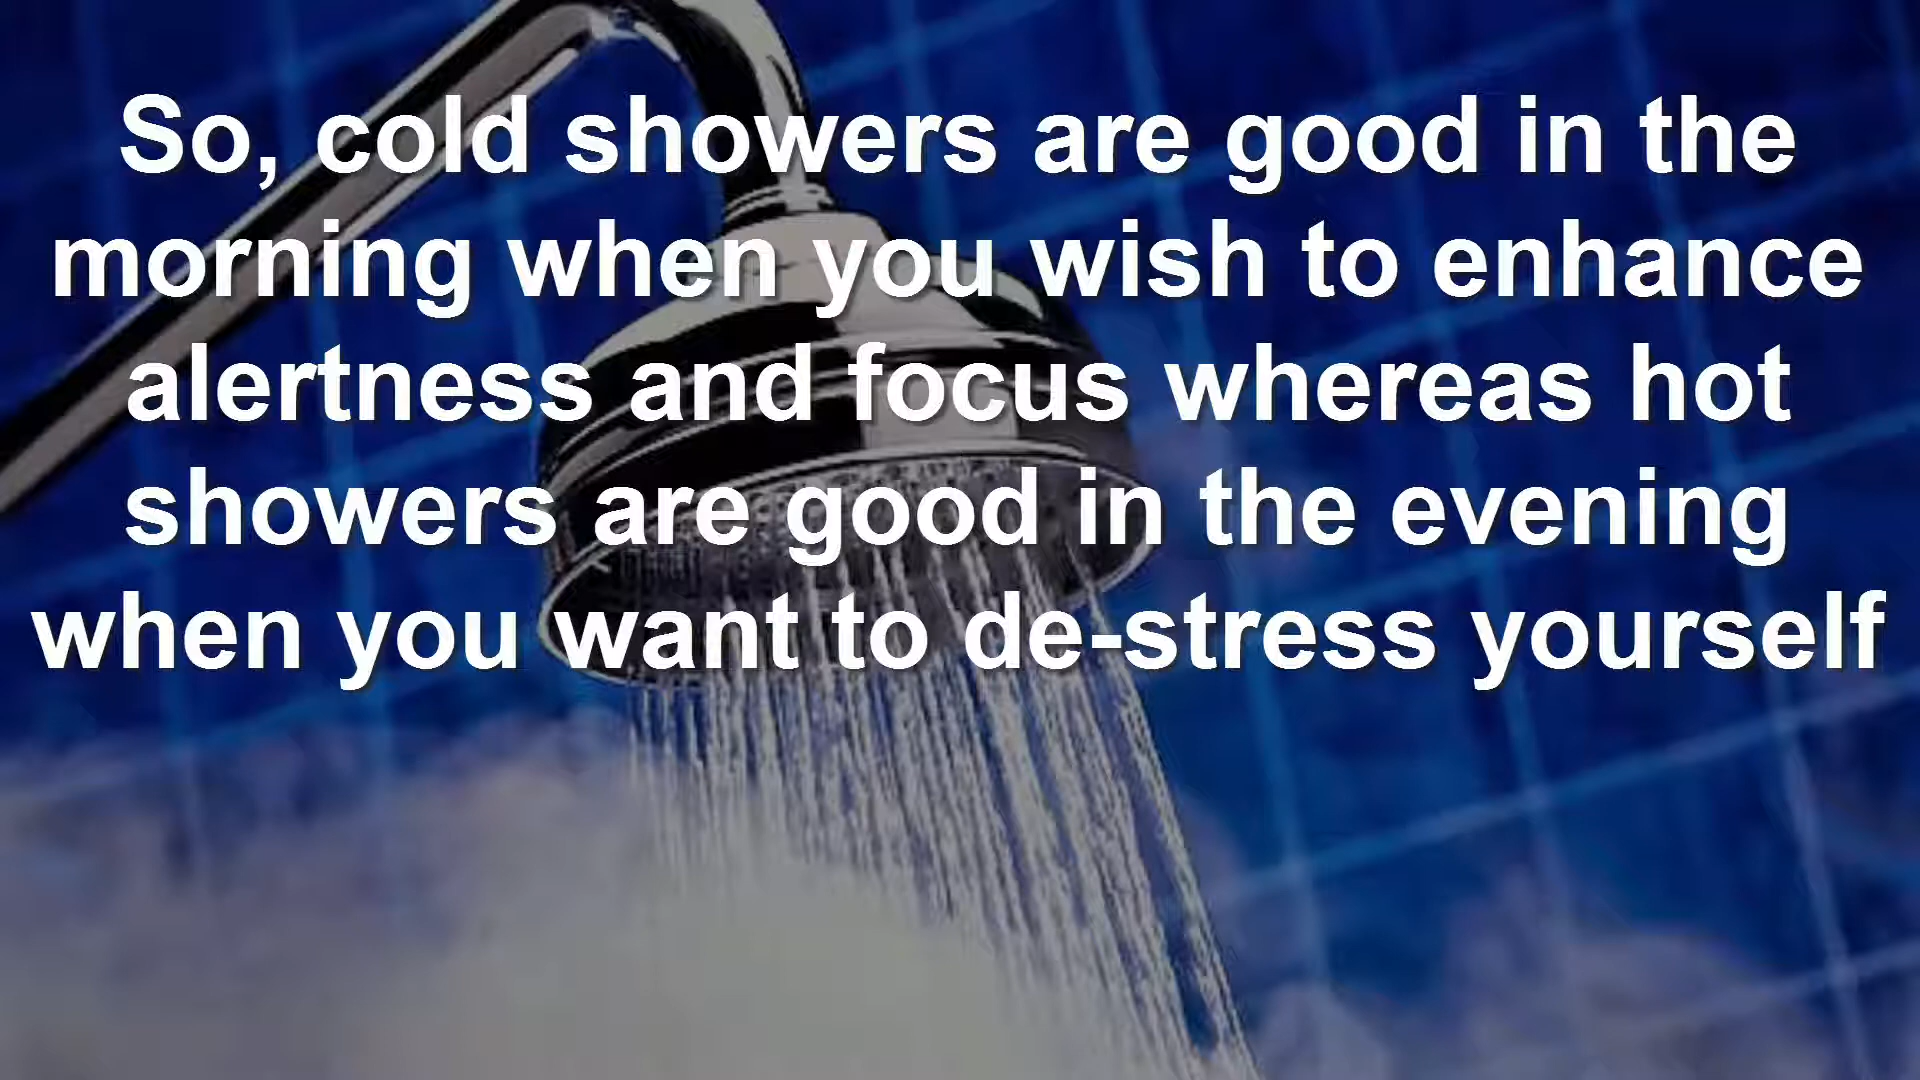 So, cold showers are good in the
morning when you wish to enhance
alertness and focus whereas hot
showers are good in the evening
when you want to de-stress yourself